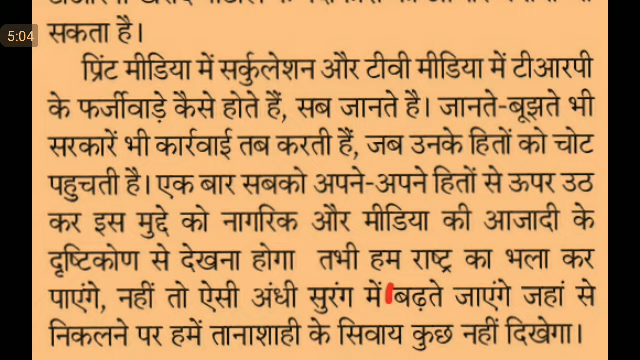 5:04
सकता है।
प्रिंट मीडिया में सर्कुलेशन और टीवी मीडिया में टीआरपी
के फर्जीवाड़े कैसे होते हैं, सब जानते है। जानते-बूझते भी
सरकारें भी कार्रवाई तब करती हैं, जब उनके हितों को चोट
पहुचती है। एक बार सबको अपने-अपने हितों से ऊपर उठ
कर इस मुद्दे को नागरिक और मीडिया की आजादी के
दृष्टिकोण से देखना होगा तभी हम राष्ट्र का भला कर
पाएंगे, नहीं तो ऐसी अंधी सुरंग में बढ़ते जाएंगे जहां से
निकलने पर हमें तानाशाही के सिवाय कुछ नहीं दिखेगा।